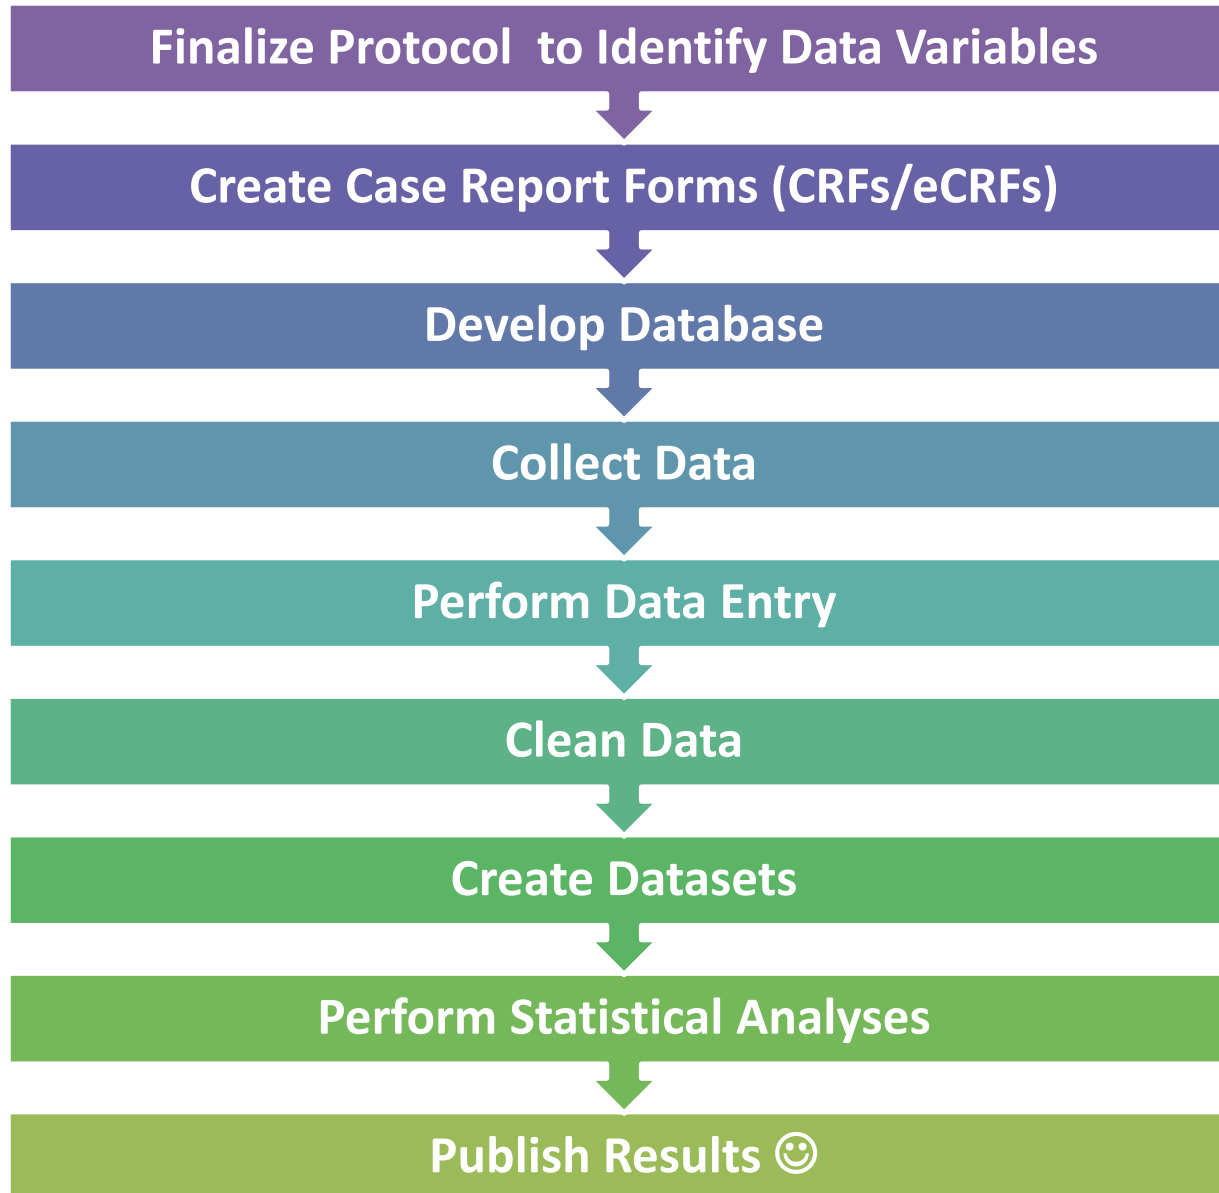 Finalize Protocol  to Identify Data Variables
Create Case Report Forms (CRFs/eCRFs)
Develop Database
Collect Data
Perform Data Entry
Clean Data
Create Datasets
Perform Statistical Analyses
Publish Results ☺